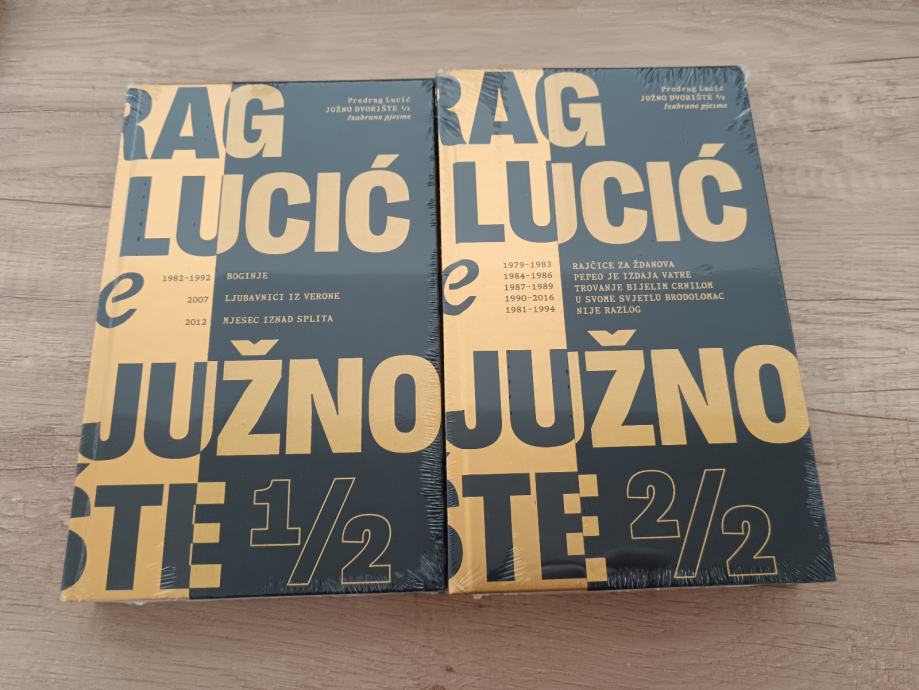 RAG
Predrag Lucić
JUŽNO DVORIŠTE 1/2
Izabrane pjesme
LUCIĆ
e
1982-1992 BOGINJE
2007 LJUBAVNICI IZ VERONE
2012 MJESEC IZNAD SPLITA
JUŽNO
ŠTE
1/2
RAG
Predrag Lucić
JUŽNO DVORIŠTE 2/2
Izabrane pjesme
LUCIĆ
e
1979-1983 RAJČICE ZA ŽDANOVA
1984-1986 PEPEO JE IZDAJA VATRE
1987-1989 TROVANJE BIJELIM CRNILOM
1990-2016 U SVOME SVJETLU BRODOLOMAC
1981-1994 NIJE RAZLOG
JUŽNO
ŠTE
2/2